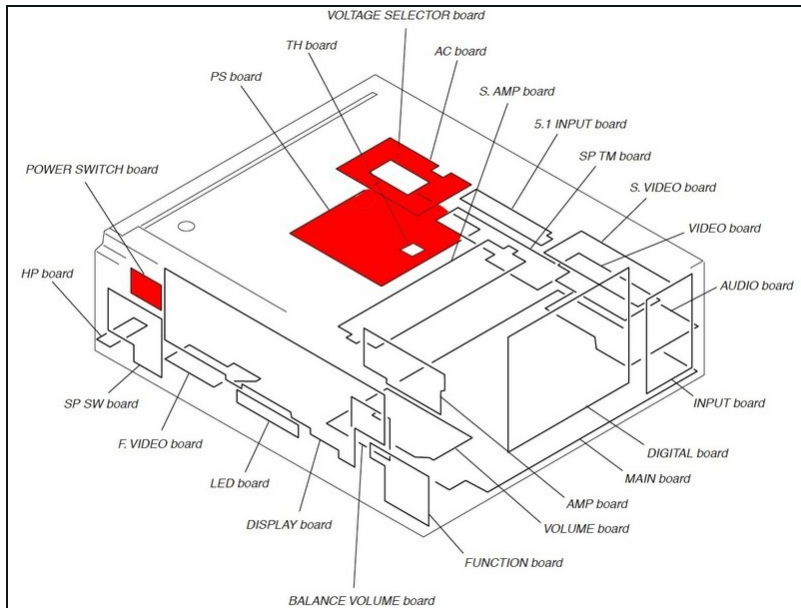 VOLTAGE SELECTOR board
TH board
AC board
PS board
S. AMP board
5.1 INPUT board
SP TM board
POWER SWITCH board
S. VIDEO board
VIDEO board
HP board
AUDIO board
SP SW board
INPUT board
F. VIDEO board
DIGITAL board
LED board
MAIN board
AMP board
DISPLAY board
VOLUME board
FUNCTION board
BALANCE VOLUME board